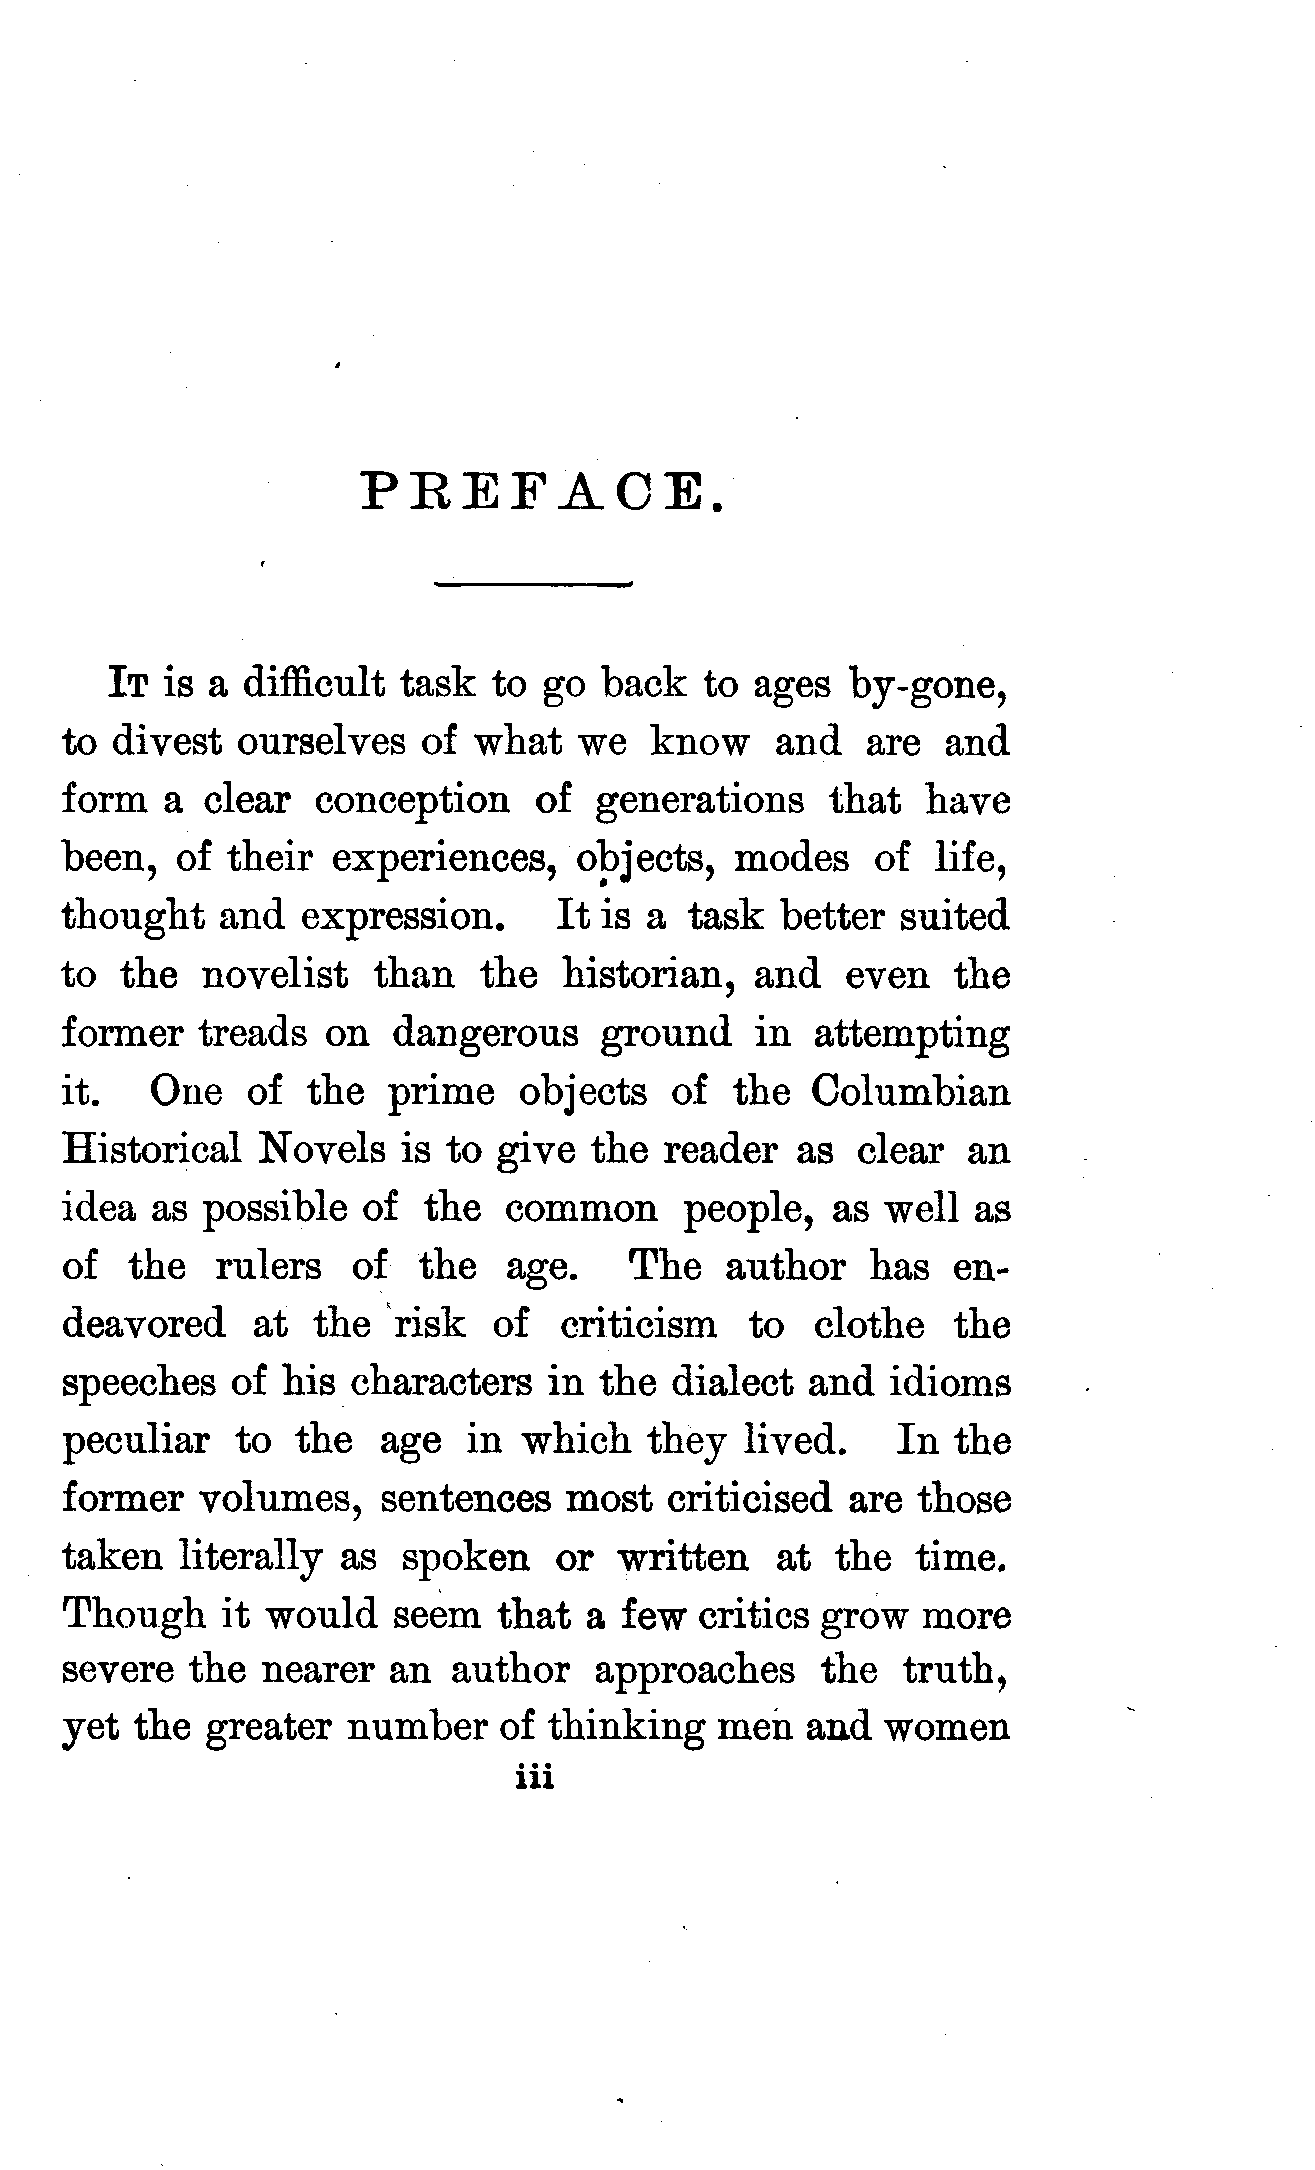 PREFACE.
It is a difficult task to go back to ages by-gone,
to divest ourselves of what we know and are and
form a clear conception of generations that have
been, of their experiences, objects, modes of life,
thought and expression. It is a task better suited
to the novelist than the historian, and even the
former treads on dangerous ground in attempting
it. One of the prime objects of the Columbian
Historical Novels is to give the reader as clear an
idea as possible of the common people, as well as
of the rulers of the age. The author has en-
deavored at the risk of criticism to clothe the
speeches of his characters in the dialect and idioms
peculiar to the age in which they lived. In the
former volumes, sentences most criticised are those
taken literally as spoken or written at the time.
Though it would seem that a few critics grow more
severe the nearer an author approaches the truth,
yet the greater number of thinking men and women
iii